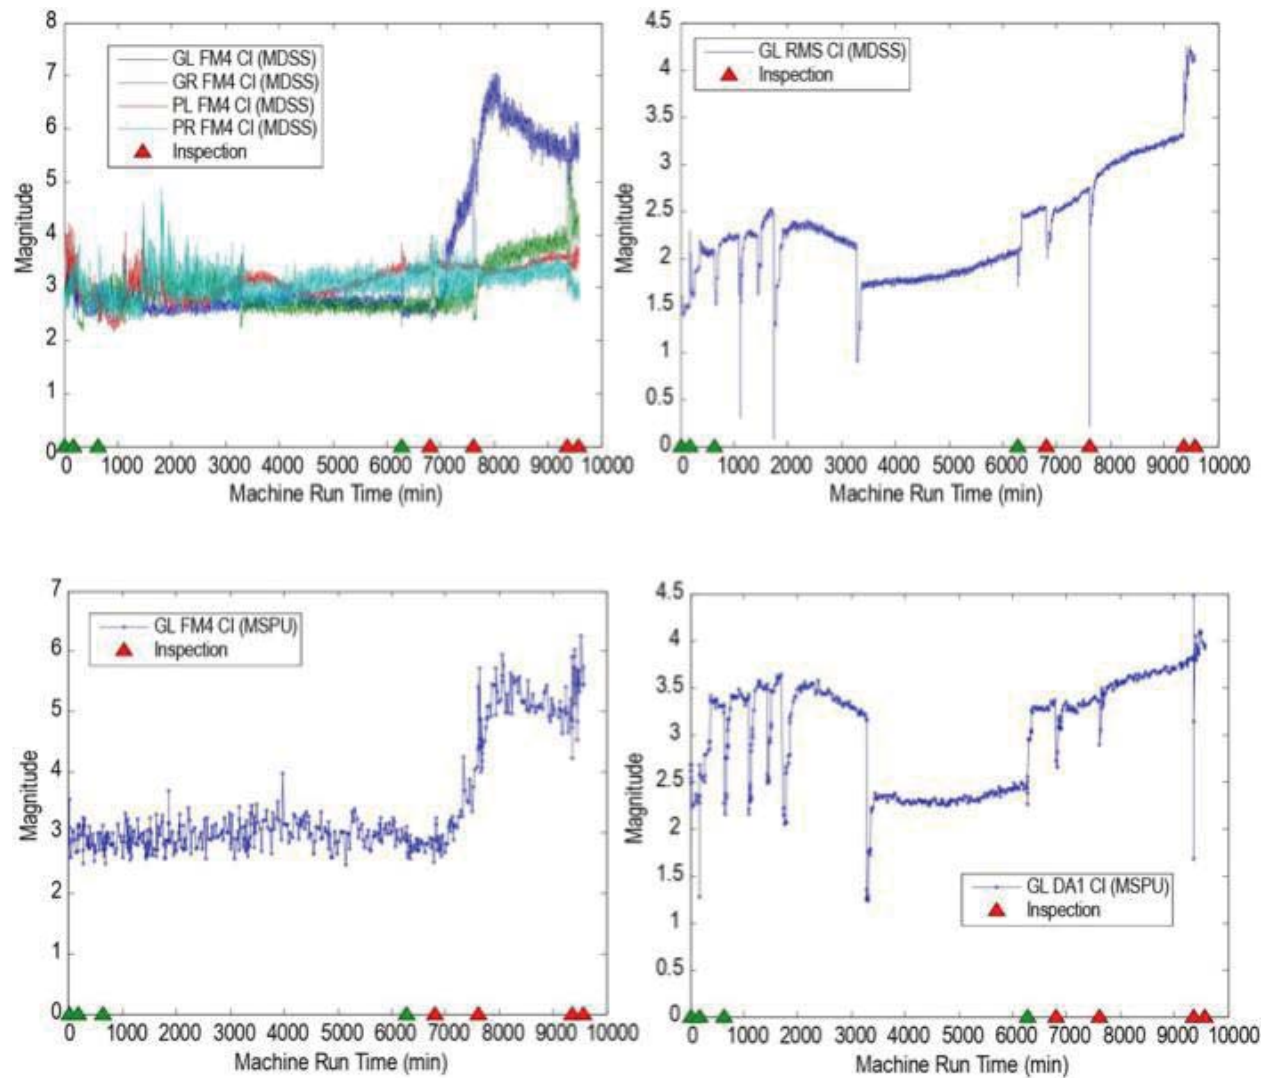 8
7
6
5
4
3
2
1
0
Magnitude
GL FM4 CI (MDSS)
GR FM4 CI (MDSS)
PL FM4 CI (MDSS)
PR FM4 CI (MDSS)
Inspection
0 1000 2000 3000 4000 5000 6000 7000 8000 9000 10000
Machine Run Time (min)
4.5
4
3.5
3
2.5
2
1.5
1
0.5
0
Magnitude
GL RMS CI (MDSS)
Inspection
0 1000 2000 3000 4000 5000 6000 7000 8000 9000 10000
Machine Run Time (min)
7
6
5
4
3
2
1
0
Magnitude
GL FM4 CI (MSPU)
Inspection
0 1000 2000 3000 4000 5000 6000 7000 8000 9000 10000
Machine Run Time (min)
4.5
4
3.5
3
2.5
2
1.5
1
0.5
0
Magnitude
GL DA1 CI (MSPU)
Inspection
0 1000 2000 3000 4000 5000 6000 7000 8000 9000 10000
Machine Run Time (min)